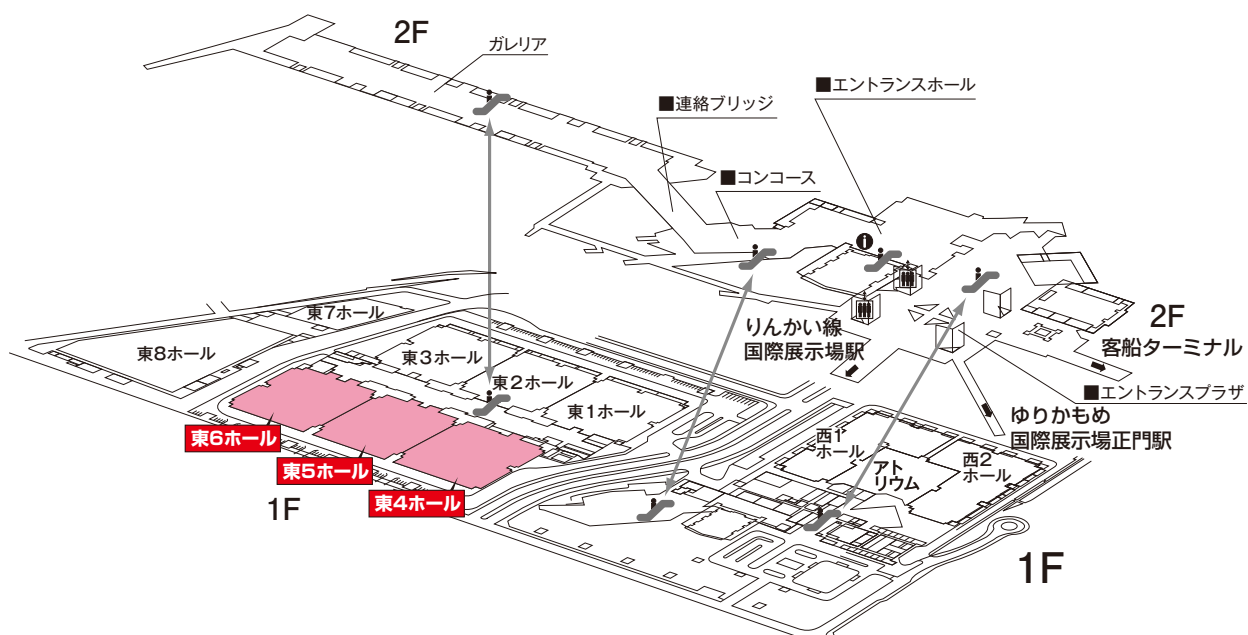 2F
ガレリア
■エントランスホール
■連絡ブリッジ
■コンコース
りんかい線
国際展示場駅
2F
客船ターミナル
■エントランスプラザ
ゆりかもめ
国際展示場正門駅
東7ホール
東8ホール
東3ホール
東2ホール
東1ホール
東6ホール
東5ホール
東4ホール
1F
西1
ホール
アト
リウム
西2
ホール
1F